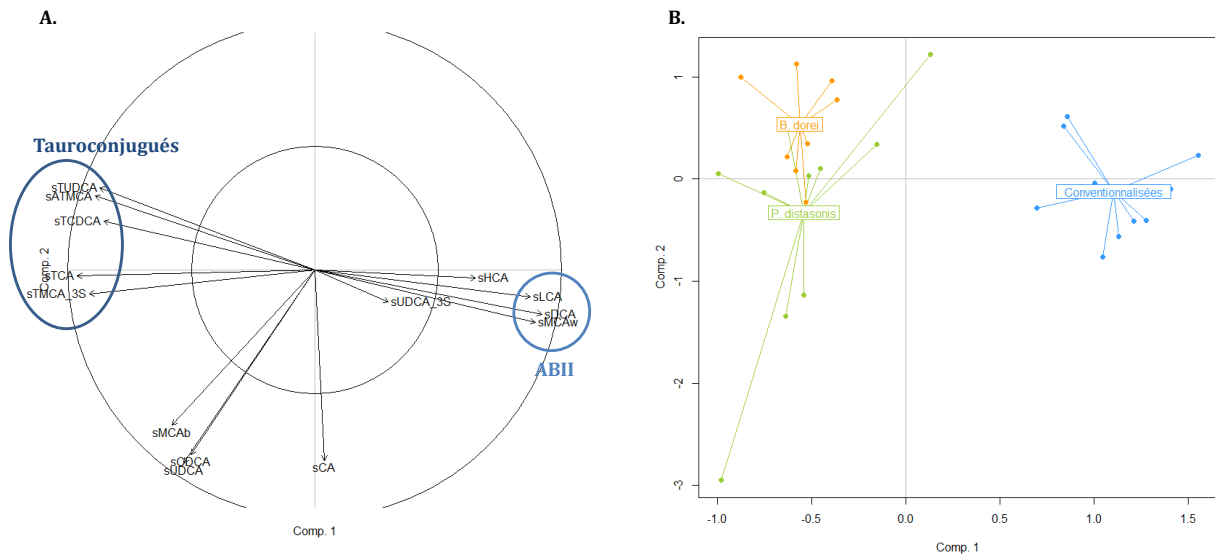 A.
Tauroconjugués
sTUDCA
sATMCA
sTCDCA
Comp. 2
sTCA
sTMCA_3S
sHCA
sLCA
sUDCA_3S
sDCA
sMCAw
ABII
sMCAb
sCDCA
sUDCA
sCA
Comp. 1
B.
1
0
-1
-2
-3
Comp. 2
B. dorei
P. distasonis
Conventionnalisées
-1.0
-0.5
0.0
0.5
1.0
1.5
Comp. 1